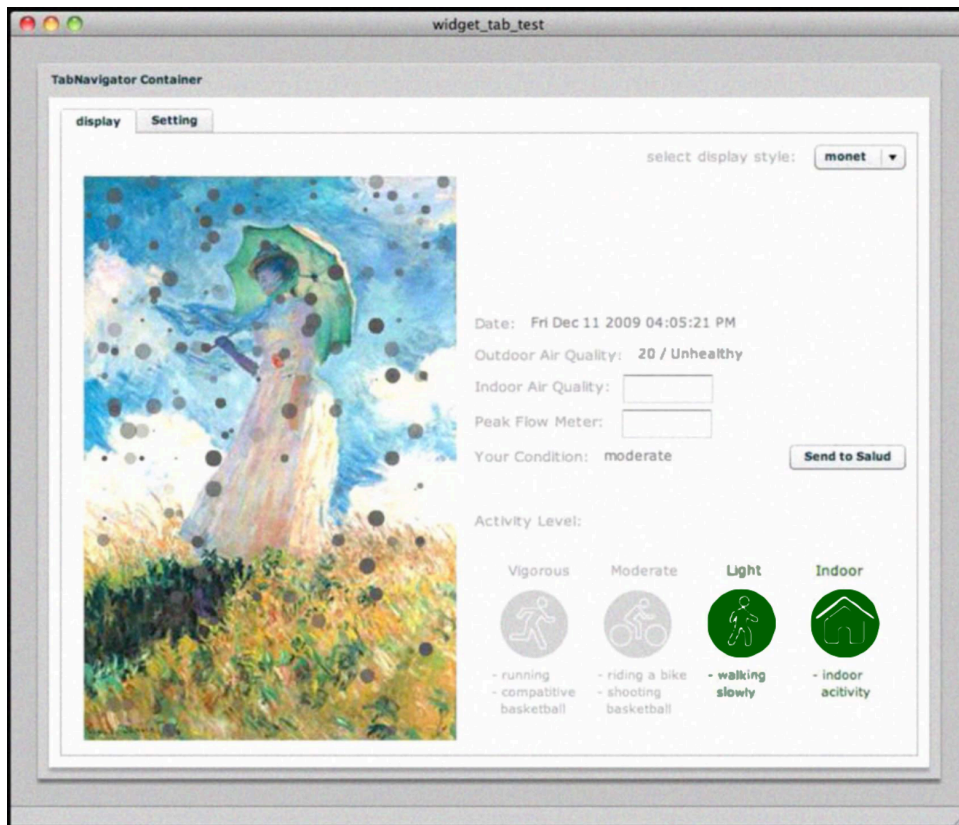 widget_tab_test
TabNavigator Container
display Setting
select display style: monet
Date: Fri Dec 11 2009 04:05:21 PM
Outdoor Air Quality: 20 / Unhealthy
Indoor Air Quality:
Peak Flow Meter:
Your Condition: moderate Send to Salud
Activity Level:
Vigorous Moderate Light Indoor
- running - riding a bike - walking - indoor
- compatitive - shooting slowly acitivity
basketball basketball